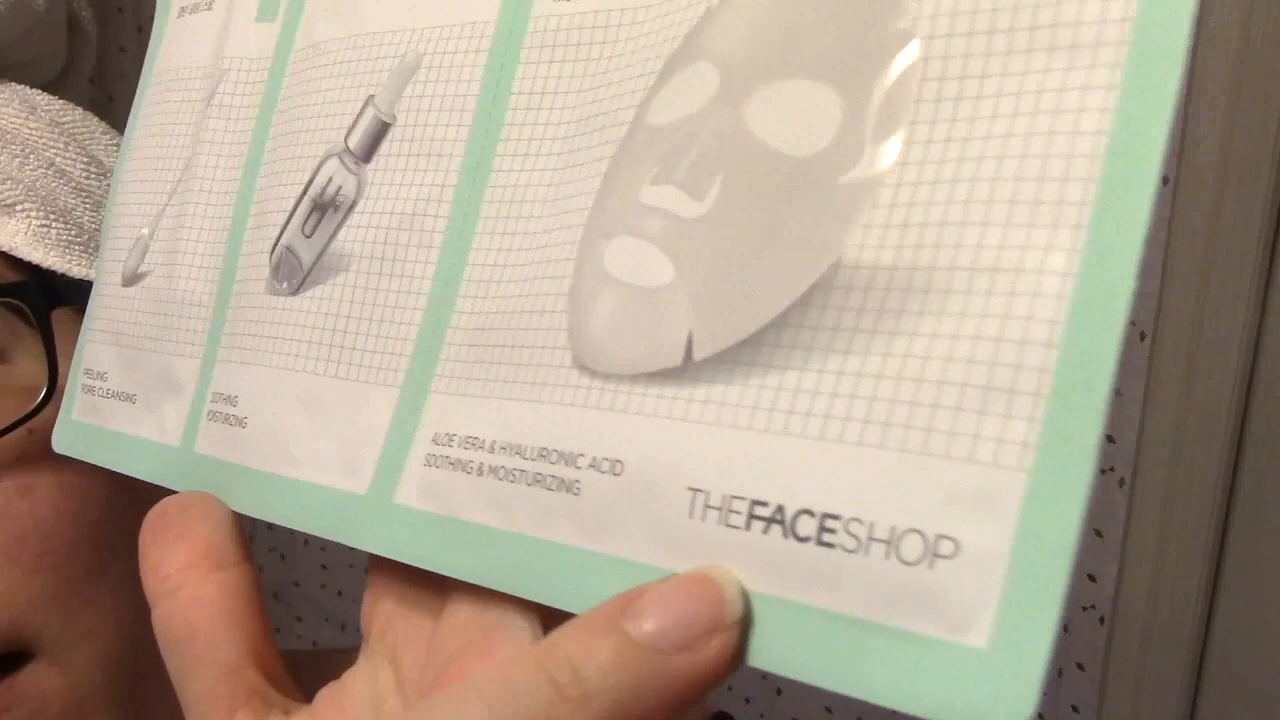 PEELING
PORE CLEANSING
SOOTHING
MOISTURIZING
ALOE VERA & HYALURONIC ACID
SOOTHING & MOISTURIZING
THEFACESHOP